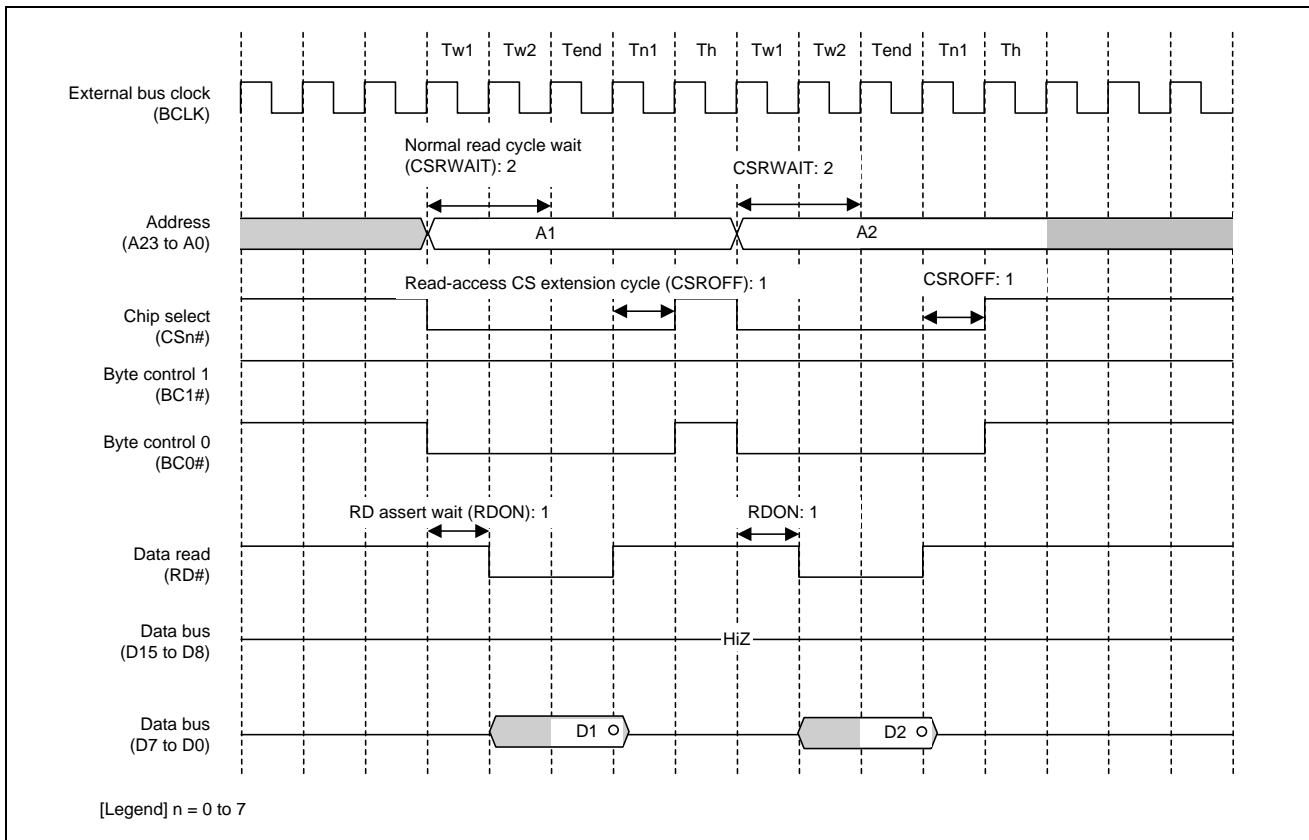 Tw1 Tw2 Tend Tn1 Th Tw1 Tw2 Tend Tn1 Th
External bus clock
(BCLK)
Normal read cycle wait
(CSRWAIT): 2
CSRWAIT: 2
Address
(A23 to A0)
A1
A2
Read-access CS extension cycle (CSROFF): 1
CSROFF: 1
Chip select
(CSn#)
Byte control 1
(BC1#)
Byte control 0
(BC0#)
RD assert wait (RDON): 1
RDON: 1
Data read
(RD#)
Data bus
(D15 to D8)
HiZ
Data bus
(D7 to D0)
D1
D2
[Legend] n = 0 to 7